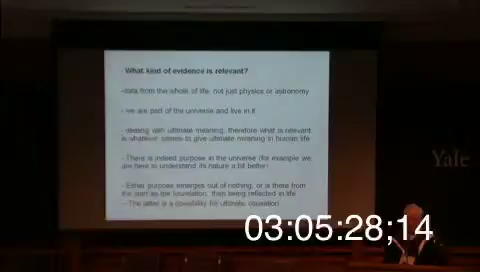 - What kind of evidence is relevant?
-data from the whole of life, not just physics or astronomy
- we are part of the universe and live in it
- dealing with ultimate meaning, therefore what is relevant
is whatever comes to give ultimate meaning in human life
- There is indeed purpose in the universe (for example we
are here to understand its nature a bit better)
- Either purpose emerges out of nothing, or is there from
the start as the foundation, then being reflected in life
- The latter is a possibility for ultimate causation
Yale
03:05:28;14